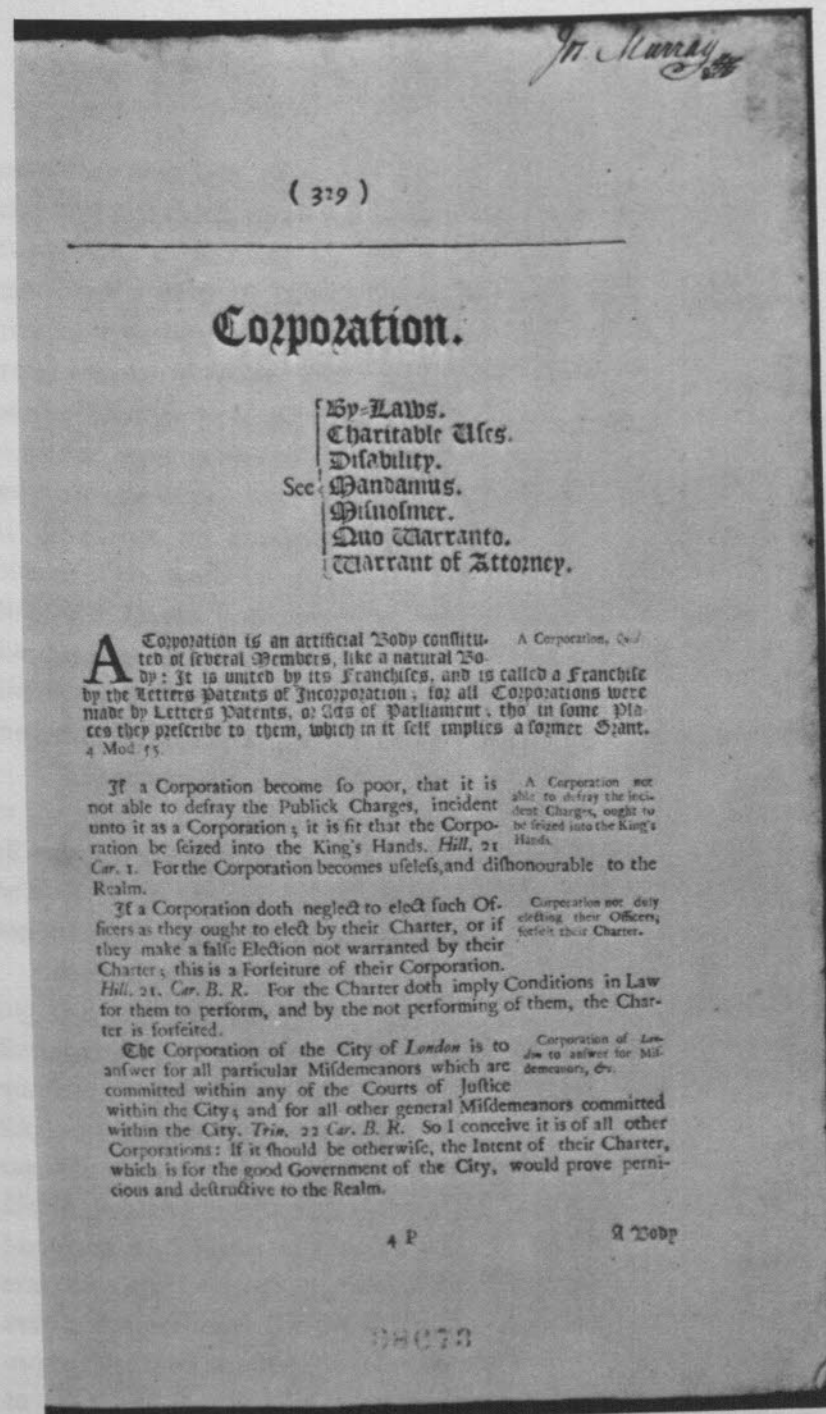 Jos Murray
( 329 )
Corporation.
By-Laws.
Charitable Uſes.
Diſability.
See Mandamus.
Miſnoſmer.
Quo Warranto.
Warrant of Attorney.
A Corporation is an artificial Body conſtitu-
ted of ſeveral Members, like a natural Bo-
dy: It is united by its Franchiſes, and is called a Franchiſe
by the Letters Patents of Incorporation, for all Corporations were
made by Letters Patents, or Acts of Parliament, tho' in ſome Pla-
ces they preſcribe to them, which in it ſelf implies a former Grant.
4 Mod. 55.
A Corporation,
If a Corporation become ſo poor, that it is
not able to defray the Publick Charges, incident
unto it as a Corporation; it is fit that the Corpo-
ration be ſeized into the King's Hands. Hill. 21
Car. 1. For the Corporation becomes uſeleſs, and diſhonourable to the
Realm.
A Corporation not
able to defray the inci-
dent Charges, ought to
be ſeized into the King's
Hands.
If a Corporation doth neglect to elect ſuch Of-
ficers as they ought to elect by their Charter, or if
they make a falſe Election not warranted by their
Charter; this is a Forfeiture of their Corporation.
Hill. 21. Car. B. R. For the Charter doth imply Conditions in Law
for them to perform, and by the not performing of them, the Char-
ter is forfeited.
Corporation not duly
electing their Officers,
forfeit their Charter.
The Corporation of the City of London is to
anſwer for all particular Miſdemeanors which are
committed within any of the Courts of Juſtice
within the City; and for all other general Miſdemeanors committed
within the City. Trin. 22 Car. B. R. So I conceive it is of all other
Corporations: If it ſhould be otherwiſe, the Intent of their Charter,
which is for the good Government of the City, would prove perni-
cious and deſtructive to the Realm.
Corporation of Lon-
don to anſwer for Miſ-
demeanors, &c.
4 P
A Body